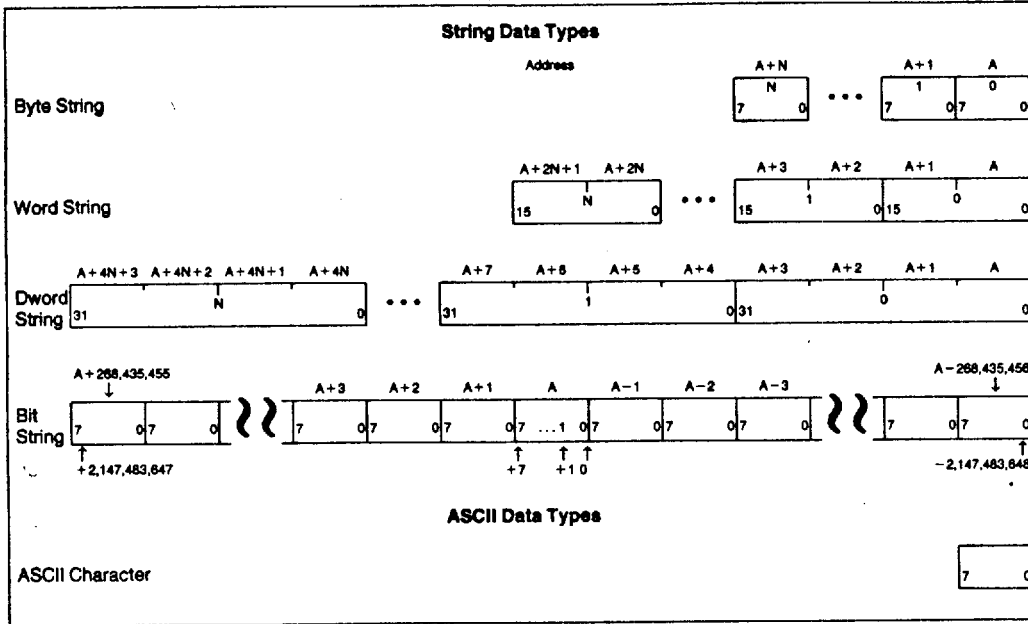 String Data Types
Address
A+N A+1 A
Byte String
N 1 0
7 0 ••• 7 0 7 0
A+2N+1 A+2N A+3 A+2 A+1 A
Word String
N 1 0
15 0 ••• 15 0 15 0
A+4N+3 A+4N+2 A+4N+1 A+4N A+7 A+6 A+5 A+4 A+3 A+2 A+1 A
Dword
String
N 1 0
31 0 ••• 31 0 31 0
A+268,435,455 A−268,435,456
A+3 A+2 A+1 A A−1 A−2 A−3
Bit
String
7 0 7 0 7 0 7 0 7 0 7 ...1 0 7 0 7 0 7 0 7 0 7 0
+2,147,483,647 +7 +1 0 −2,147,483,648
ASCII Data Types
ASCII Character
7 0